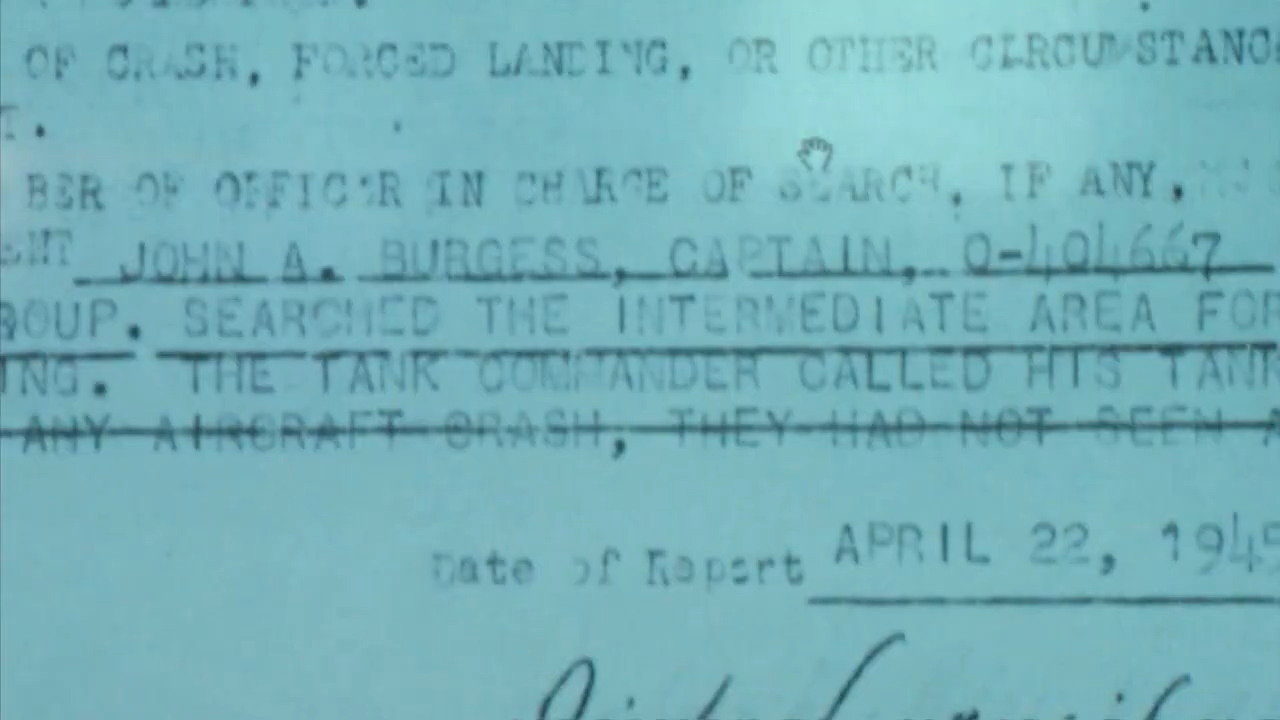 OF CRASH, FORCED LANDING, OR OTHER CIRCUMSTANC
T.
BER OF OFFICER IN CHARGE OF SEARCH, IF ANY,
ENT JOHN A. BURGESS, CAPTAIN, O-404667
ROUP. SEARCHED THE INTERMEDIATE AREA FOR
ING. THE TANK COMMANDER CALLED HIS TANK
ANY AIRCRAFT CRASH, THEY HAD NOT SEEN A
Date of Report APRIL 22, 1945